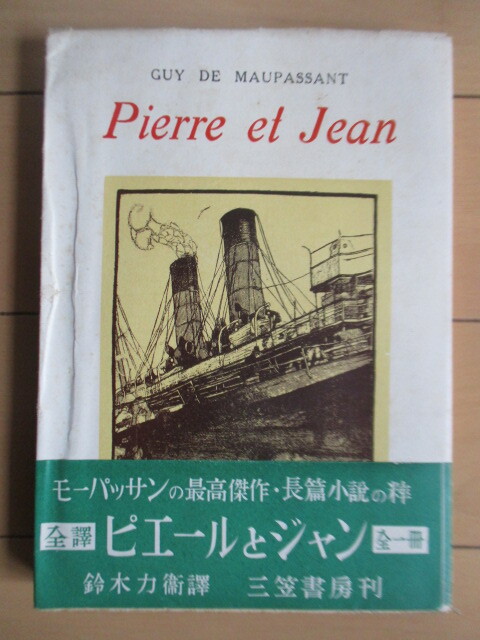 GUY DE MAUPASSANT
Pierre et Jean
モーパッサンの最高傑作・長篇小説の粋
全譯 ピエールとジャン 全一冊
鈴木力衛譯 三笠書房刊